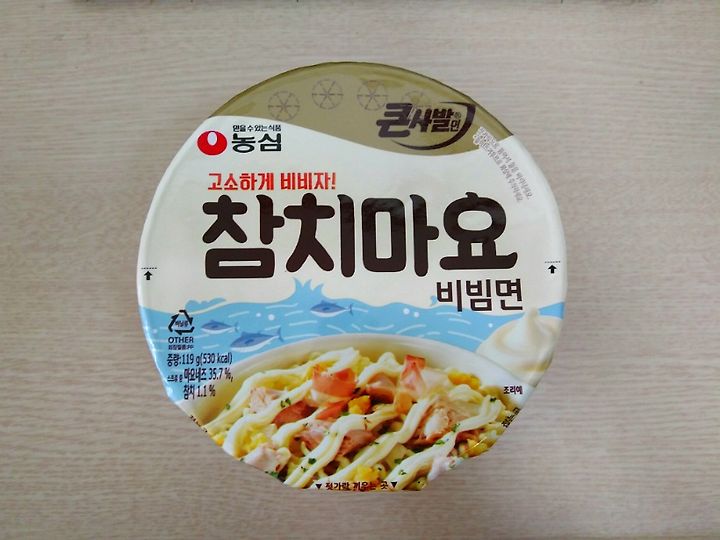 믿을 수 있는 식품
농심
큰사발면
고소하게 비비자!
참치마요
비빔면
OTHER
중량:119 g(530 kcal)
마요네즈 35.7 %,
참치 1.1 %
조리예
▼ 젓가락 끼우는 곳 ▼